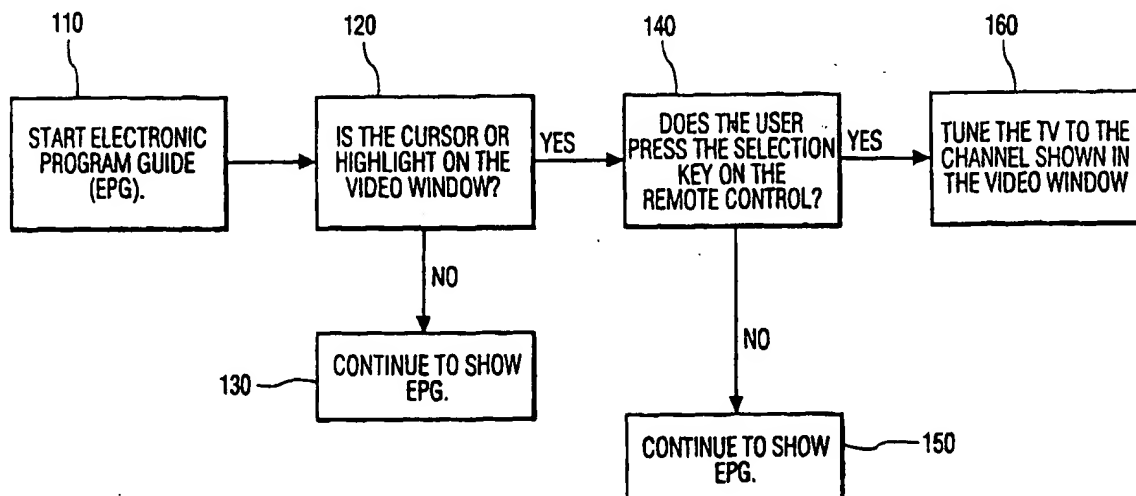 110
120
140
160
START ELECTRONIC
PROGRAM GUIDE
(EPG).
IS THE CURSOR OR
HIGHLIGHT ON THE
VIDEO WINDOW?
YES
DOES THE USER
PRESS THE SELECTION
KEY ON THE
REMOTE CONTROL?
YES
TUNE THE TV TO THE
CHANNEL SHOWN IN
THE VIDEO WINDOW
NO
NO
130
CONTINUE TO SHOW
EPG.
CONTINUE TO SHOW
EPG.
150